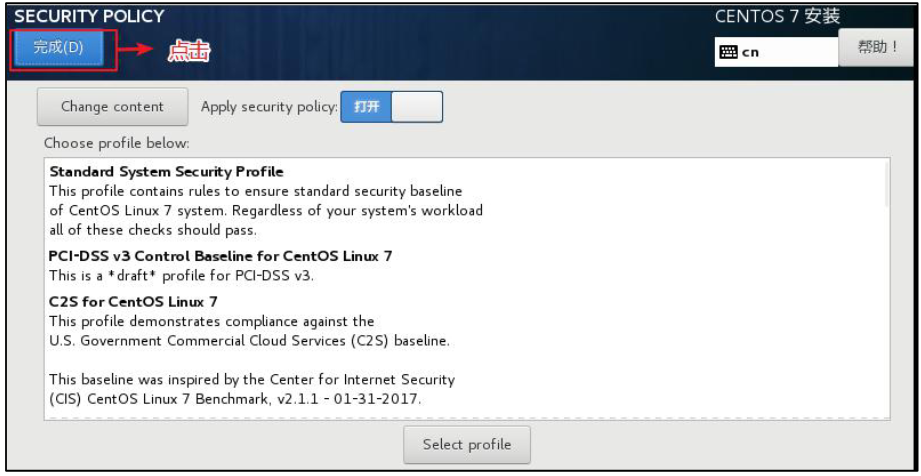 SECURITY POLICY
CENTOS 7 安装
完成(D)
点击
cn
帮助！
Change content
Apply security policy:
打开
Choose profile below:
Standard System Security Profile
This profile contains rules to ensure standard security baseline
of CentOS Linux 7 system. Regardless of your system's workload
all of these checks should pass.
PCI-DSS v3 Control Baseline for CentOS Linux 7
This is a *draft* profile for PCI-DSS v3.
C2S for CentOS Linux 7
This profile demonstrates compliance against the
U.S. Government Commercial Cloud Services (C2S) baseline.
This baseline was inspired by the Center for Internet Security
(CIS) CentOS Linux 7 Benchmark, v2.1.1 - 01-31-2017.
Select profile